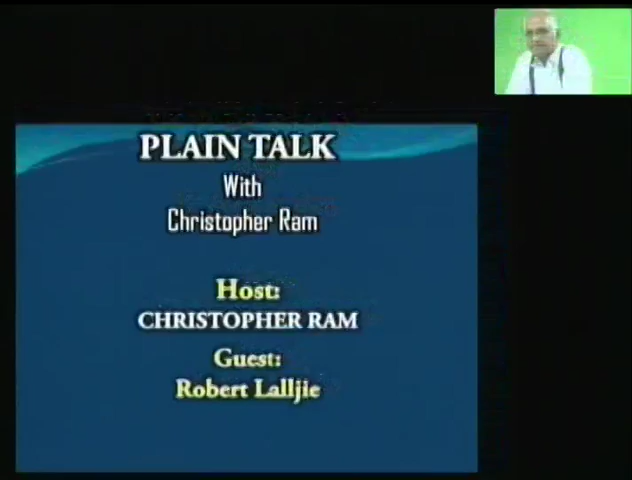 PLAIN TALK
With
Christopher Ram
Host:
CHRISTOPHER RAM
Guest:
Robert Lalljie